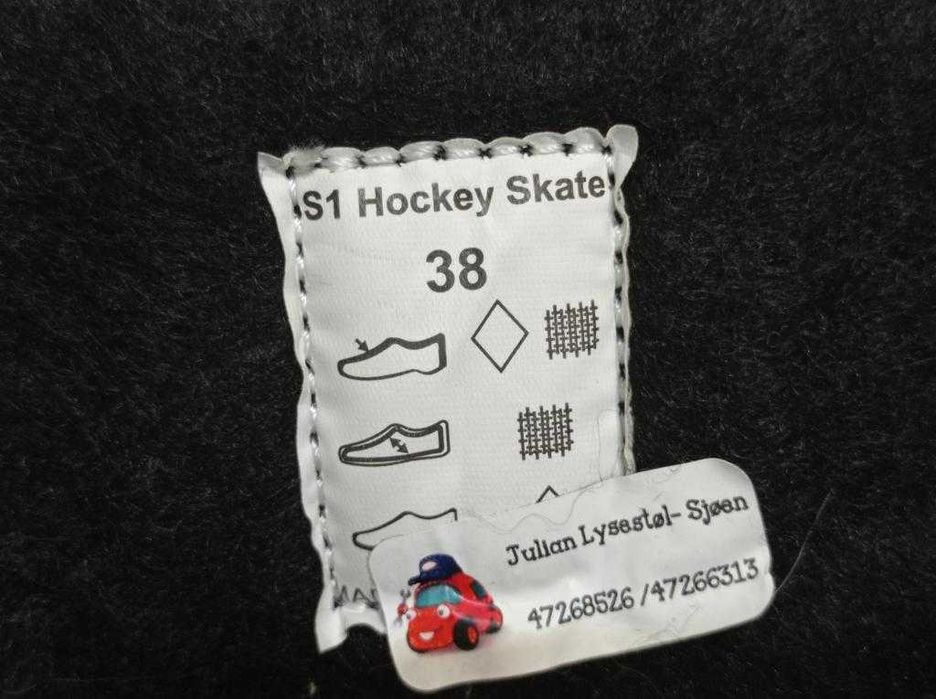 S1 Hockey Skate
38
Julian Lysestøl- Sjøen
47268526 /47266313